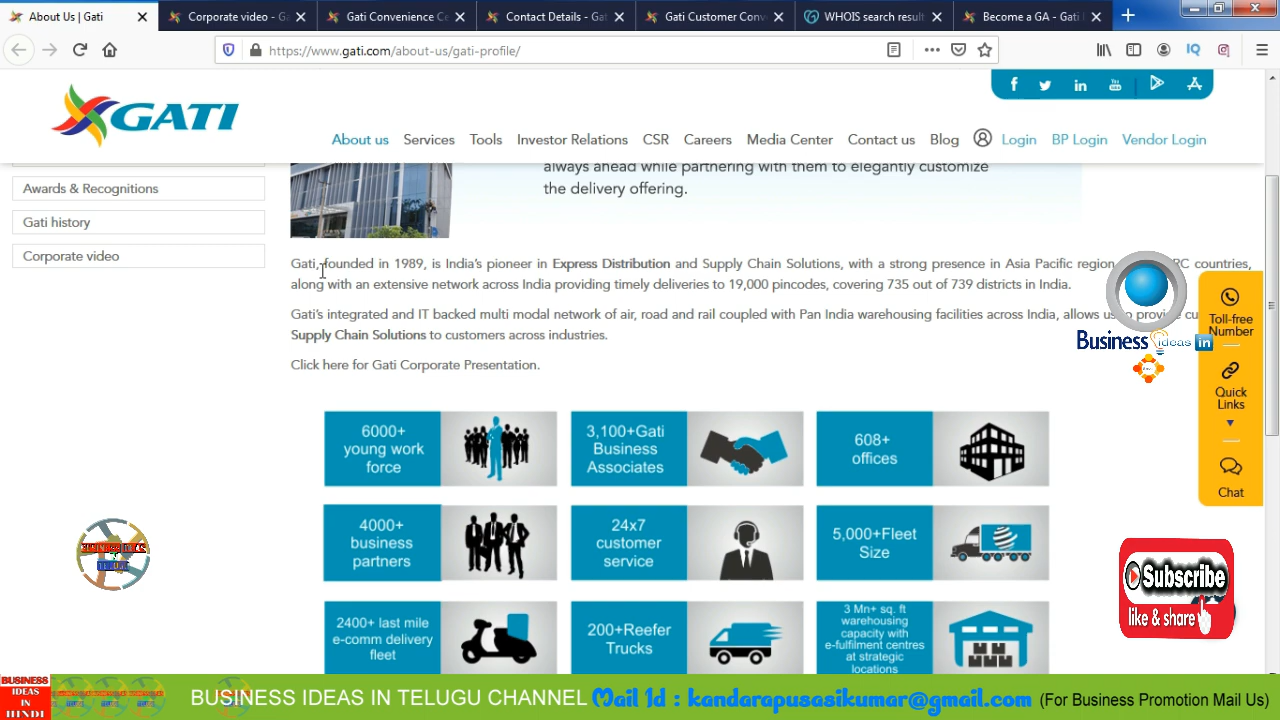 About Us | Gati
Corporate video - Ga
Gati Convenience Ce
Contact Details - Gat
Gati Customer Conv
WHOIS search result
Become a GA - Gati
https://www.gati.com/about-us/gati-profile/
GATI
About us Services Tools Investor Relations CSR Careers Media Center Contact us Blog Login BP Login Vendor Login
always ahead while partnering with them to elegantly customize
the delivery offering.
Awards & Recognitions
Gati history
Corporate video
Gati, founded in 1989, is India's pioneer in Express Distribution and Supply Chain Solutions, with a strong presence in Asia Pacific region RC countries,
along with an extensive network across India providing timely deliveries to 19,000 pincodes, covering 735 out of 739 districts in India.
Gati's integrated and IT backed multi modal network of air, road and rail coupled with Pan India warehousing facilities across India, allows us to provide cu
Supply Chain Solutions to customers across industries.
Click here for Gati Corporate Presentation.
Business ideas in
Toll-free
Number
Quick
Links
Chat
6000+
young work
force
3,100+Gati
Business
Associates
608+
offices
4000+
business
partners
24x7
customer
service
5,000+Fleet
Size
2400+ last mile
e-comm delivery
fleet
200+Reefer
Trucks
3 Mn+ sq. ft
warehousing
capacity with
e-fulfilment centres
at strategic
locations
Subscribe
like & share
BUSINESS
IDEAS
IN
HINDI
BUSINESS IDEAS IN TELUGU CHANNEL Mail Id : kandarapusasikumar@gmail.com (For Business Promotion Mail Us)